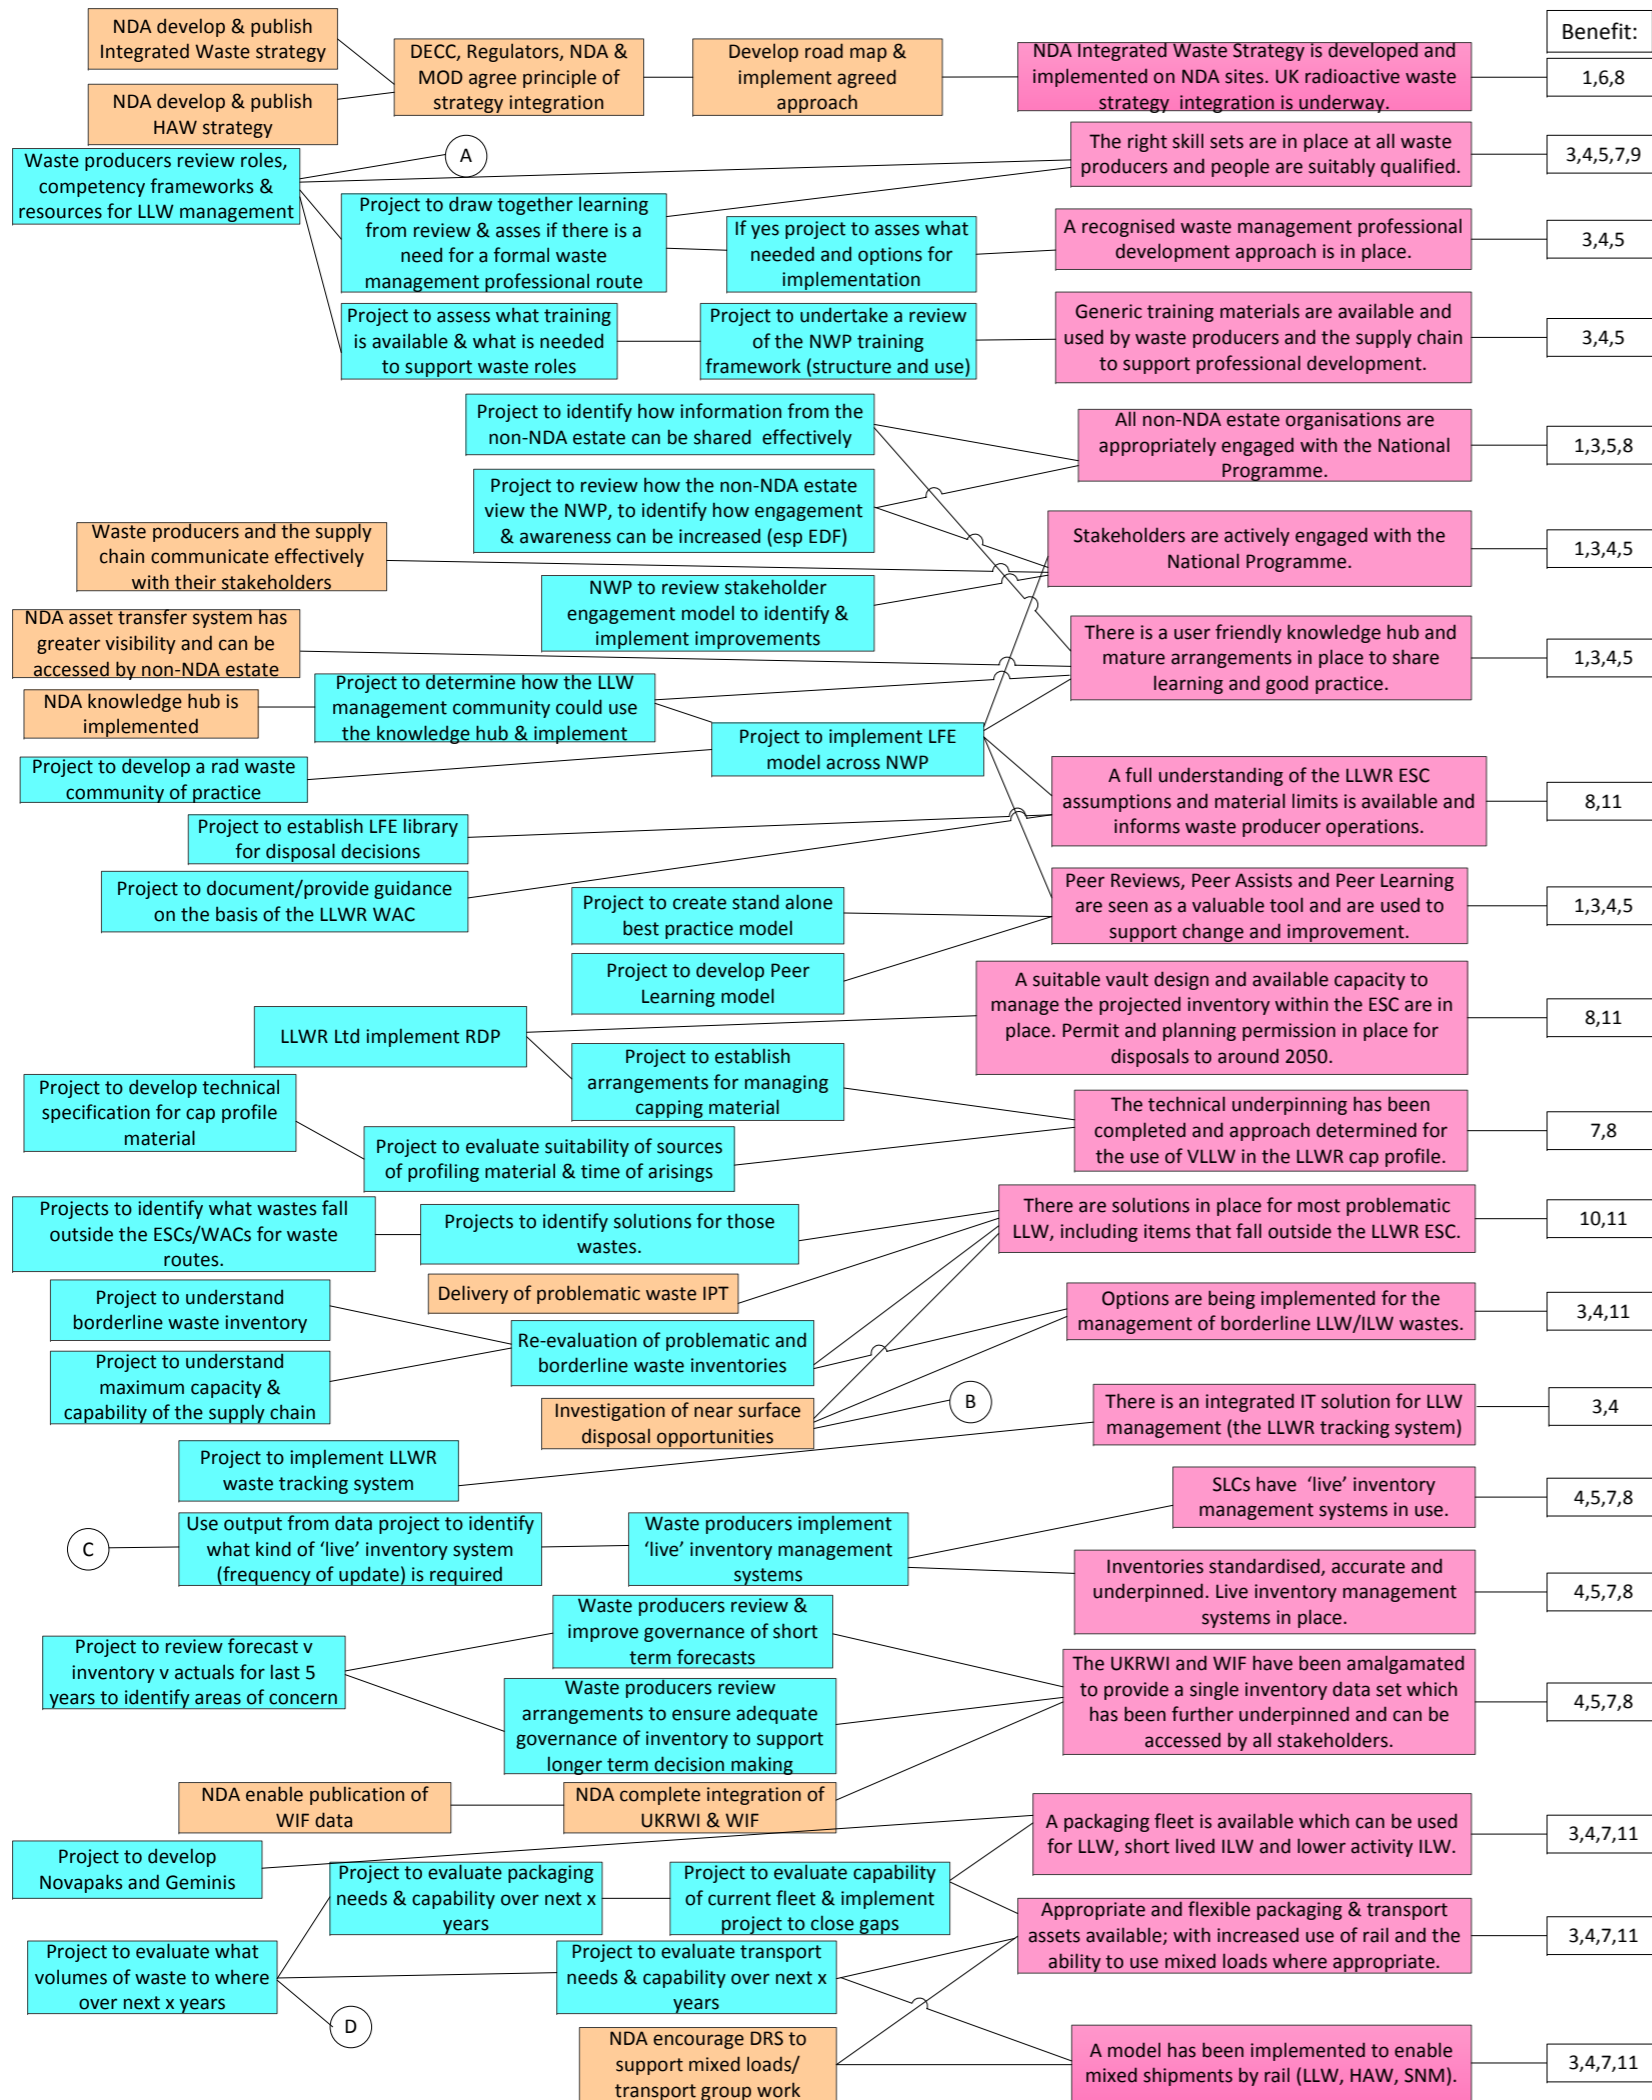 NDA develop & publish
Integrated Waste strategy
DECC, Regulators, NDA &
MOD agree principle of
strategy integration
Develop road map &
implement agreed
approach
NDA Integrated Waste Strategy is developed and
implemented on NDA sites. UK radioactive waste
strategy integration is underway.
Benefit:
1,6,8
NDA develop & publish
HAW strategy
Waste producers review roles,
competency frameworks &
resources for LLW management
A
The right skill sets are in place at all waste
producers and people are suitably qualified.
3,4,5,7,9
Project to draw together learning
from review & asses if there is a
need for a formal waste
management professional route
If yes project to asses what
needed and options for
implementation
A recognised waste management professional
development approach is in place.
3,4,5
Project to assess what training
is available & what is needed
to support waste roles
Project to undertake a review
of the NWP training
framework (structure and use)
Generic training materials are available and
used by waste producers and the supply chain
to support professional development.
3,4,5
Project to identify how information from the
non-NDA estate can be shared effectively
All non-NDA estate organisations are
appropriately engaged with the National
Programme.
1,3,5,8
Project to review how the non-NDA estate
view the NWP, to identify how engagement
& awareness can be increased (esp EDF)
Waste producers and the supply
chain communicate effectively
with their stakeholders
Stakeholders are actively engaged with the
National Programme.
1,3,4,5
NWP to review stakeholder
engagement model to identify &
implement improvements
NDA asset transfer system has
greater visibility and can be
accessed by non-NDA estate
There is a user friendly knowledge hub and
mature arrangements in place to share
learning and good practice.
1,3,4,5
NDA knowledge hub is
implemented
Project to determine how the LLW
management community could use
the knowledge hub & implement
Project to implement LFE
model across NWP
Project to develop a rad waste
community of practice
A full understanding of the LLWR ESC
assumptions and material limits is available and
informs waste producer operations.
8,11
Project to establish LFE library
for disposal decisions
Project to document/provide guidance
on the basis of the LLWR WAC
Project to create stand alone
best practice model
Peer Reviews, Peer Assists and Peer Learning
are seen as a valuable tool and are used to
support change and improvement.
1,3,4,5
Project to develop Peer
Learning model
LLWR Ltd implement RDP
A suitable vault design and available capacity to
manage the projected inventory within the ESC are in
place. Permit and planning permission in place for
disposals to around 2050.
8,11
Project to establish
arrangements for managing
capping material
Project to develop technical
specification for cap profile
material
Project to evaluate suitability of sources
of profiling material & time of arisings
The technical underpinning has been
completed and approach determined for
the use of VLLW in the LLWR cap profile.
7,8
Projects to identify what wastes fall
outside the ESCs/WACs for waste
routes.
Projects to identify solutions for those
wastes.
There are solutions in place for most problematic
LLW, including items that fall outside the LLWR ESC.
10,11
Delivery of problematic waste IPT
Project to understand
borderline waste inventory
Re-evaluation of problematic and
borderline waste inventories
Options are being implemented for the
management of borderline LLW/ILW wastes.
3,4,11
Project to understand
maximum capacity &
capability of the supply chain
Investigation of near surface
disposal opportunities
B
There is an integrated IT solution for LLW
management (the LLWR tracking system)
3,4
Project to implement LLWR
waste tracking system
SLCs have ‘live’ inventory
management systems in use.
4,5,7,8
C
Use output from data project to identify
what kind of ‘live’ inventory system
(frequency of update) is required
Waste producers implement
‘live’ inventory management
systems
Inventories standardised, accurate and
underpinned. Live inventory management
systems in place.
4,5,7,8
Waste producers review &
improve governance of short
term forecasts
Project to review forecast v
inventory v actuals for last 5
years to identify areas of concern
Waste producers review
arrangements to ensure adequate
governance of inventory to support
longer term decision making
The UKRWI and WIF have been amalgamated
to provide a single inventory data set which
has been further underpinned and can be
accessed by all stakeholders.
4,5,7,8
NDA enable publication of
WIF data
NDA complete integration of
UKRWI & WIF
A packaging fleet is available which can be used
for LLW, short lived ILW and lower activity ILW.
3,4,7,11
Project to develop
Novapaks and Geminis
Project to evaluate packaging
needs & capability over next x
years
Project to evaluate capability
of current fleet & implement
project to close gaps
Appropriate and flexible packaging & transport
assets available; with increased use of rail and the
ability to use mixed loads where appropriate.
3,4,7,11
Project to evaluate what
volumes of waste to where
over next x years
Project to evaluate transport
needs & capability over next x
years
D
NDA encourage DRS to
support mixed loads/
transport group work
A model has been implemented to enable
mixed shipments by rail (LLW, HAW, SNM).
3,4,7,11